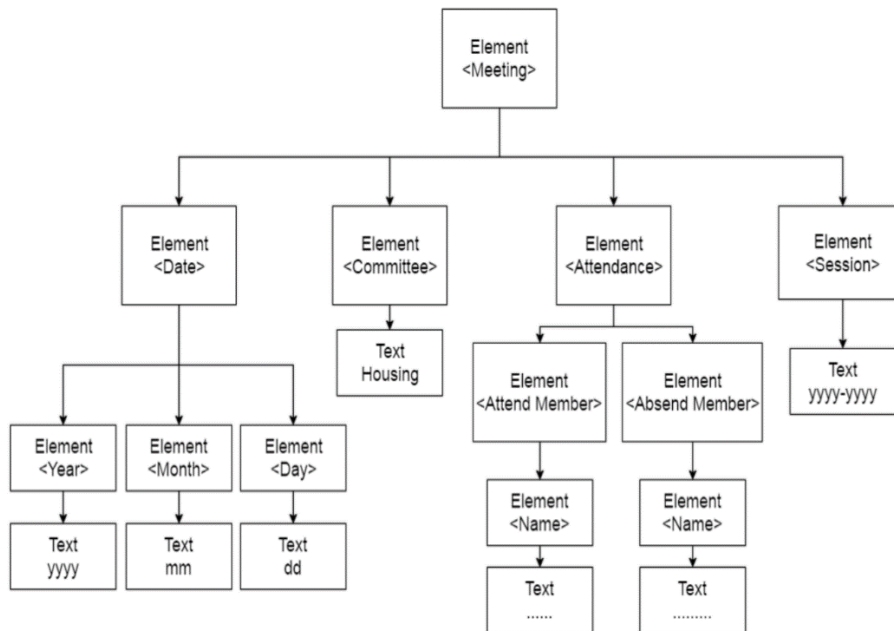 Element
<Meeting>
Element
<Date>
Element
<Committee>
Element
<Attendance>
Element
<Session>
Text
Housing
Element
<Attend Member>
Element
<Absend Member>
Text
yyyy-yyyy
Element
<Year>
Element
<Month>
Element
<Day>
Element
<Name>
Element
<Name>
Text
yyyy
Text
mm
Text
dd
Text
......
Text
.........